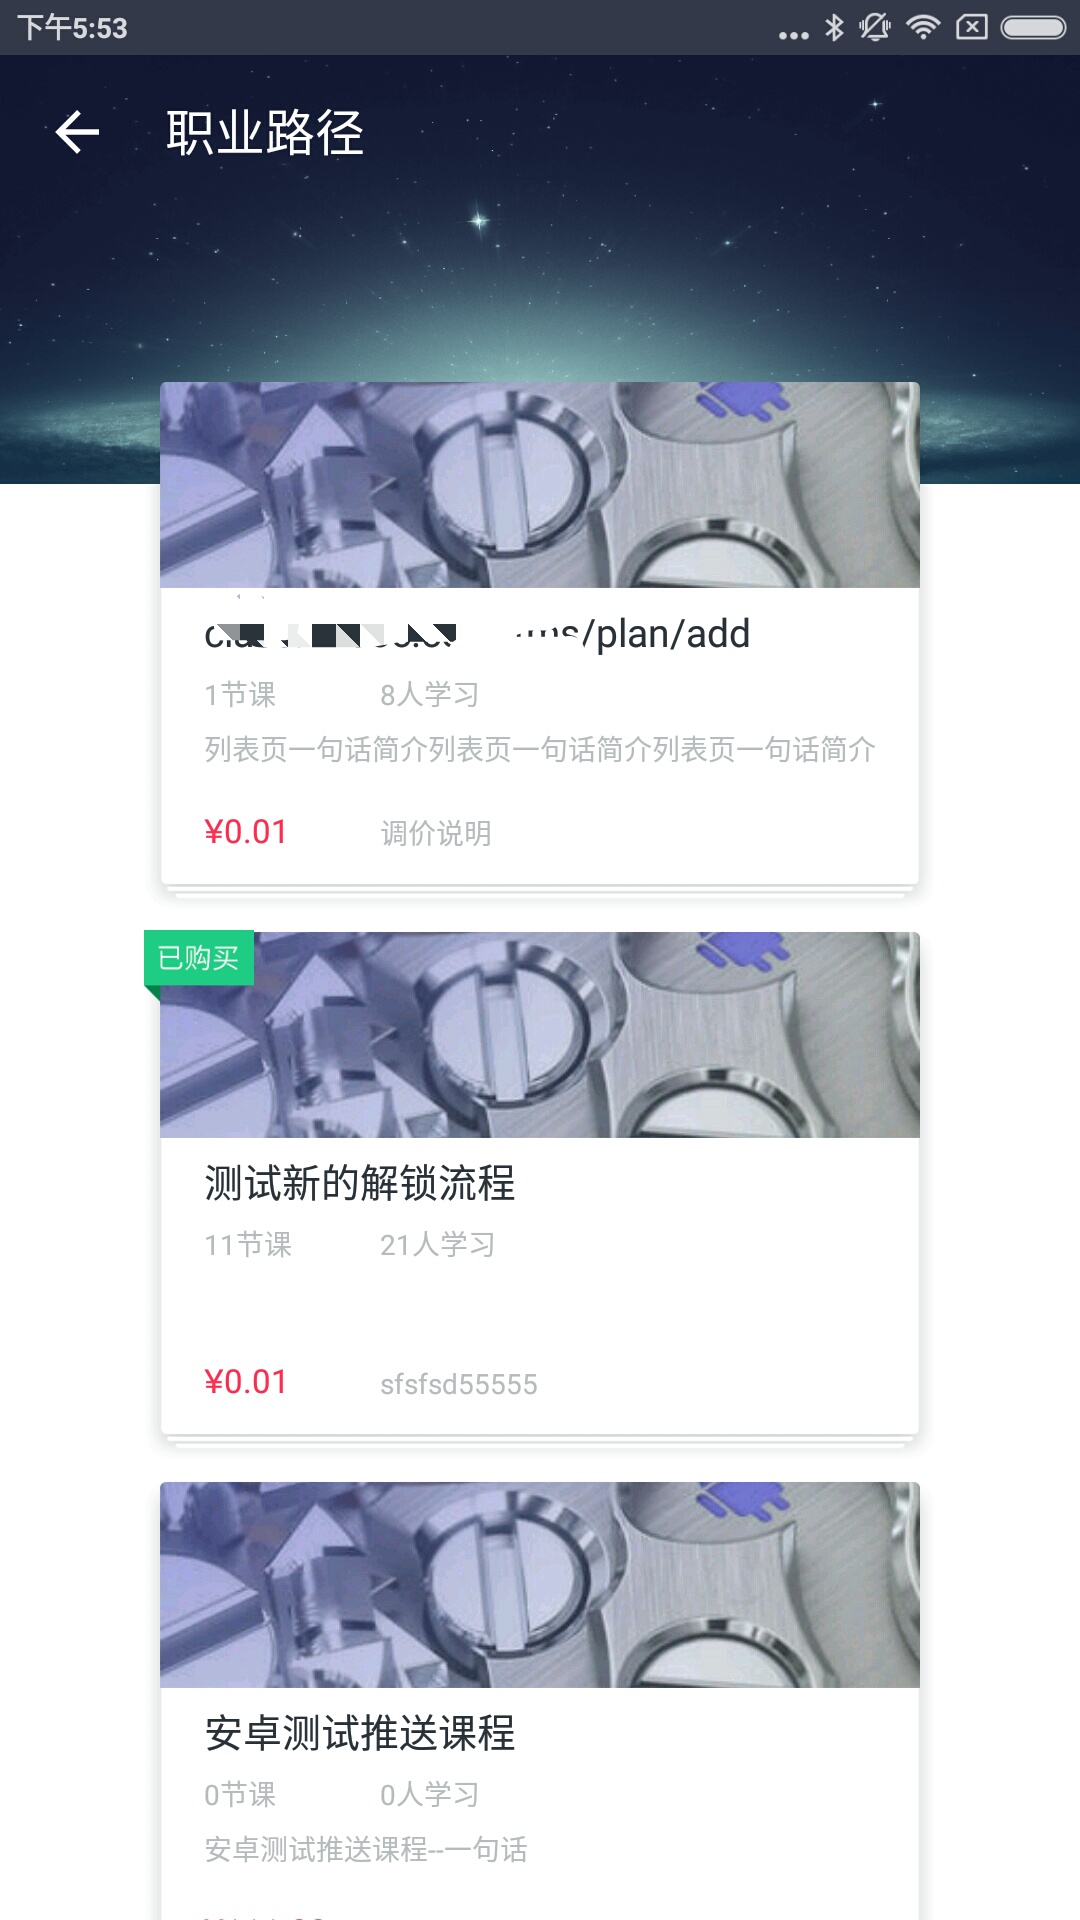 下午5:53
职业路径
/plan/add
1节课 8人学习
列表页一句话简介列表页一句话简介列表页一句话简介
¥0.01 调价说明
已购买
测试新的解锁流程
11节课 21人学习
¥0.01 sfsfsd55555
安卓测试推送课程
0节课 0人学习
安卓测试推送课程--一句话